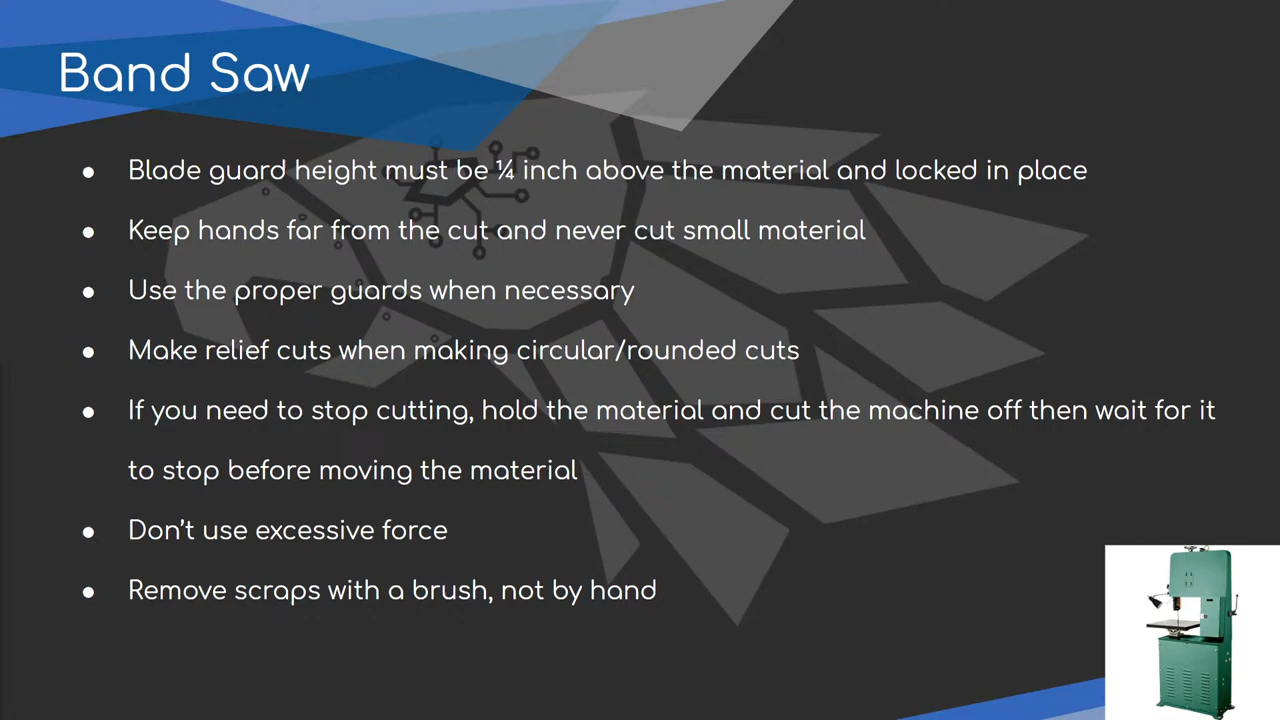 Band Saw
● Blade guard height must be ¼ inch above the material and locked in place
● Keep hands far from the cut and never cut small material
● Use the proper guards when necessary
● Make relief cuts when making circular/rounded cuts
● If you need to stop cutting, hold the material and cut the machine off then wait for it
to stop before moving the material
● Don’t use excessive force
● Remove scraps with a brush, not by hand